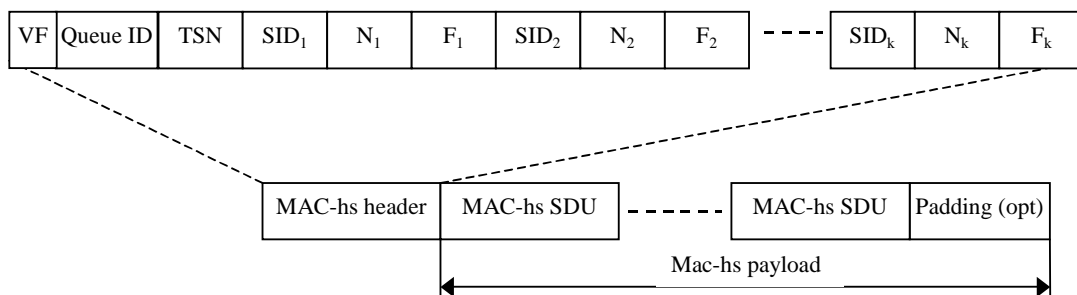 VF Queue ID TSN SID₁ N₁ F₁ SID₂ N₂ F₂ SIDₖ Nₖ Fₖ
MAC-hs header MAC-hs SDU MAC-hs SDU Padding (opt)
Mac-hs payload